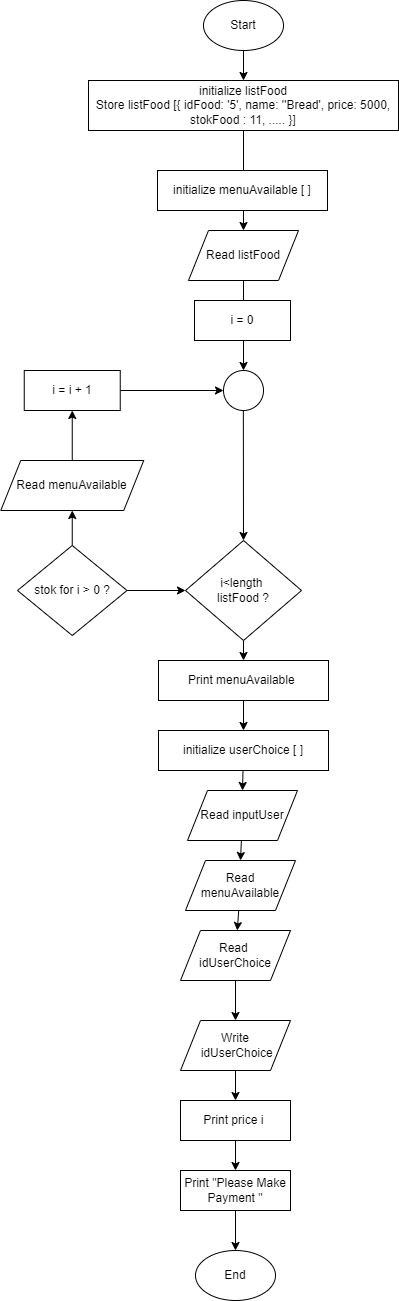 Start
initialize listFood
Store listFood [{ idFood: '5', name: "Bread', price: 5000,
stokFood : 11, ..... }]
initialize menuAvailable [ ]
Read listFood
i = 0
i = i + 1
Read menuAvailable
stok for i > 0 ?
i<length
listFood ?
Print menuAvailable
initialize userChoice [ ]
Read inputUser
Read
menuAvailable
Read
idUserChoice
Write
idUserChoice
Print price i
Print "Please Make
Payment "
End